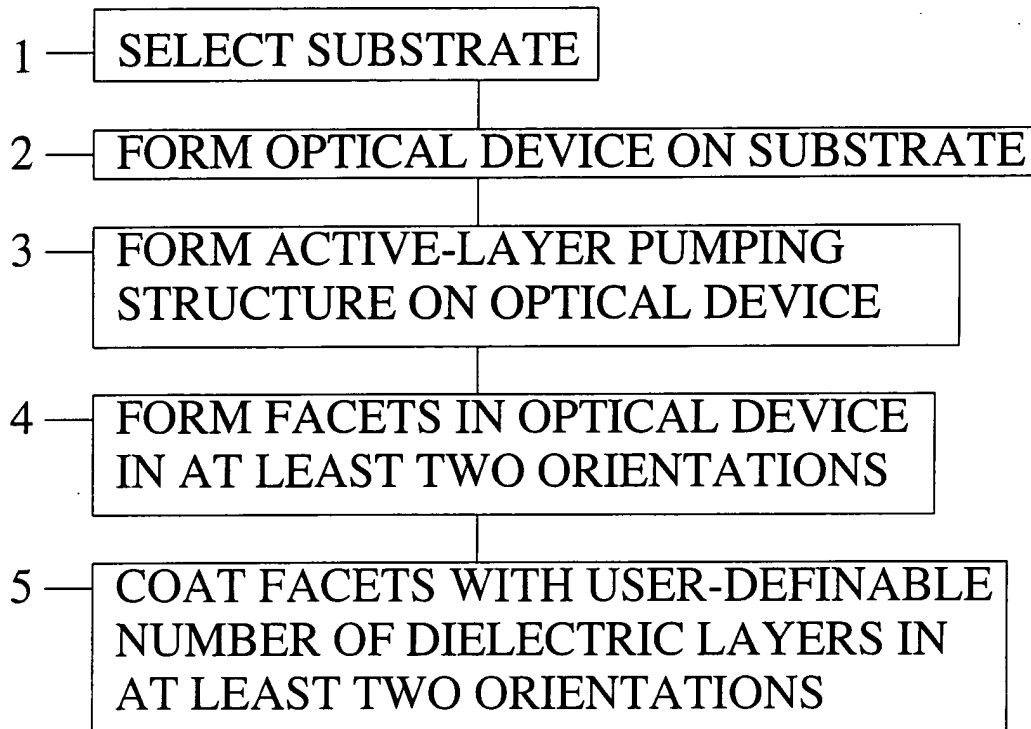 1 SELECT SUBSTRATE
2 FORM OPTICAL DEVICE ON SUBSTRATE
3 FORM ACTIVE-LAYER PUMPING
STRUCTURE ON OPTICAL DEVICE
4 FORM FACETS IN OPTICAL DEVICE
IN AT LEAST TWO ORIENTATIONS
5 COAT FACETS WITH USER-DEFINABLE
NUMBER OF DIELECTRIC LAYERS IN
AT LEAST TWO ORIENTATIONS